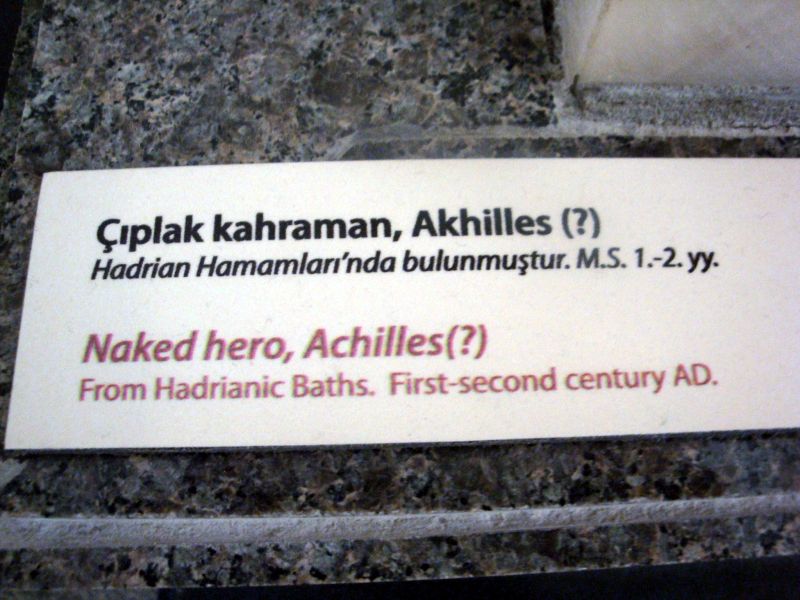 Çıplak kahraman, Akhilles (?)
Hadrian Hamamları'nda bulunmuştur. M.S. 1.-2. yy.
Naked hero, Achilles(?)
From Hadrianic Baths. First-second century AD.